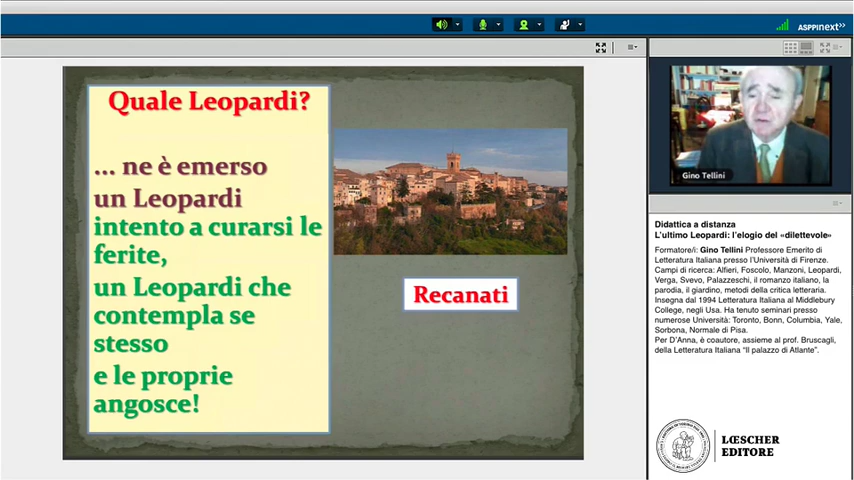 ASPPInext>>
Quale Leopardi?
... ne è emerso
un Leopardi
intento a curarsi le
ferite,
un Leopardi che
contempla se
stesso
e le proprie
angosce!
Recanati
Gino Tellini
Didattica a distanza
L'ultimo Leopardi: l'elogio del «dilettevole»
Formatore/i: Gino Tellini Professore Emerito di
Letteratura Italiana presso l'Università di Firenze.
Campi di ricerca: Alfieri, Foscolo, Manzoni, Leopardi,
Verga, Svevo, Palazzeschi, il romanzo italiano, la
parodia, il giardino, metodi della critica letteraria.
Insegna dal 1994 Letteratura Italiana al Middlebury
College, negli Usa. Ha tenuto seminari presso
numerose Università: Toronto, Bonn, Columbia, Yale,
Sorbona, Normale di Pisa.
Per D'Anna, è coautore, assieme al prof. Bruscagli,
della Letteratura Italiana "Il palazzo di Atlante".
LŒSCHER
EDITORE